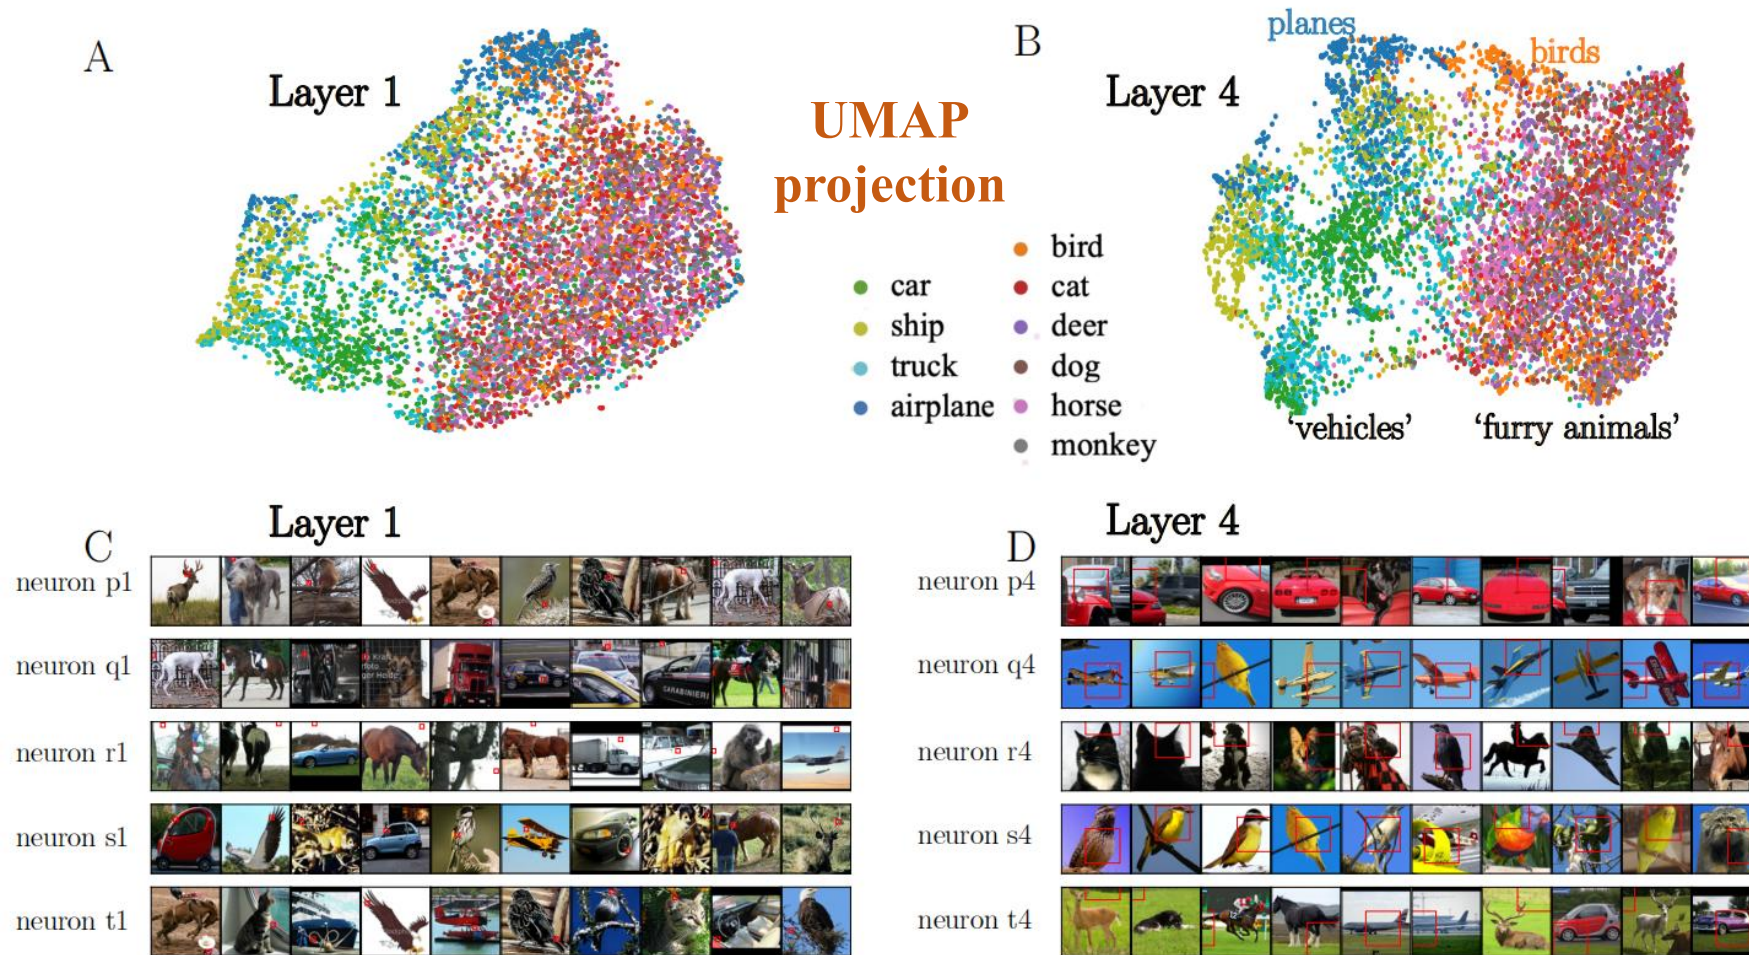 A
Layer 1
UMAP
projection
B
planes
birds
Layer 4
car
ship
truck
airplane
bird
cat
deer
dog
horse
monkey
'vehicles'
'furry animals'
C
Layer 1
neuron p1
neuron q1
neuron r1
neuron s1
neuron t1
CARABINIERI
D
Layer 4
neuron p4
neuron q4
neuron r4
neuron s4
neuron t4